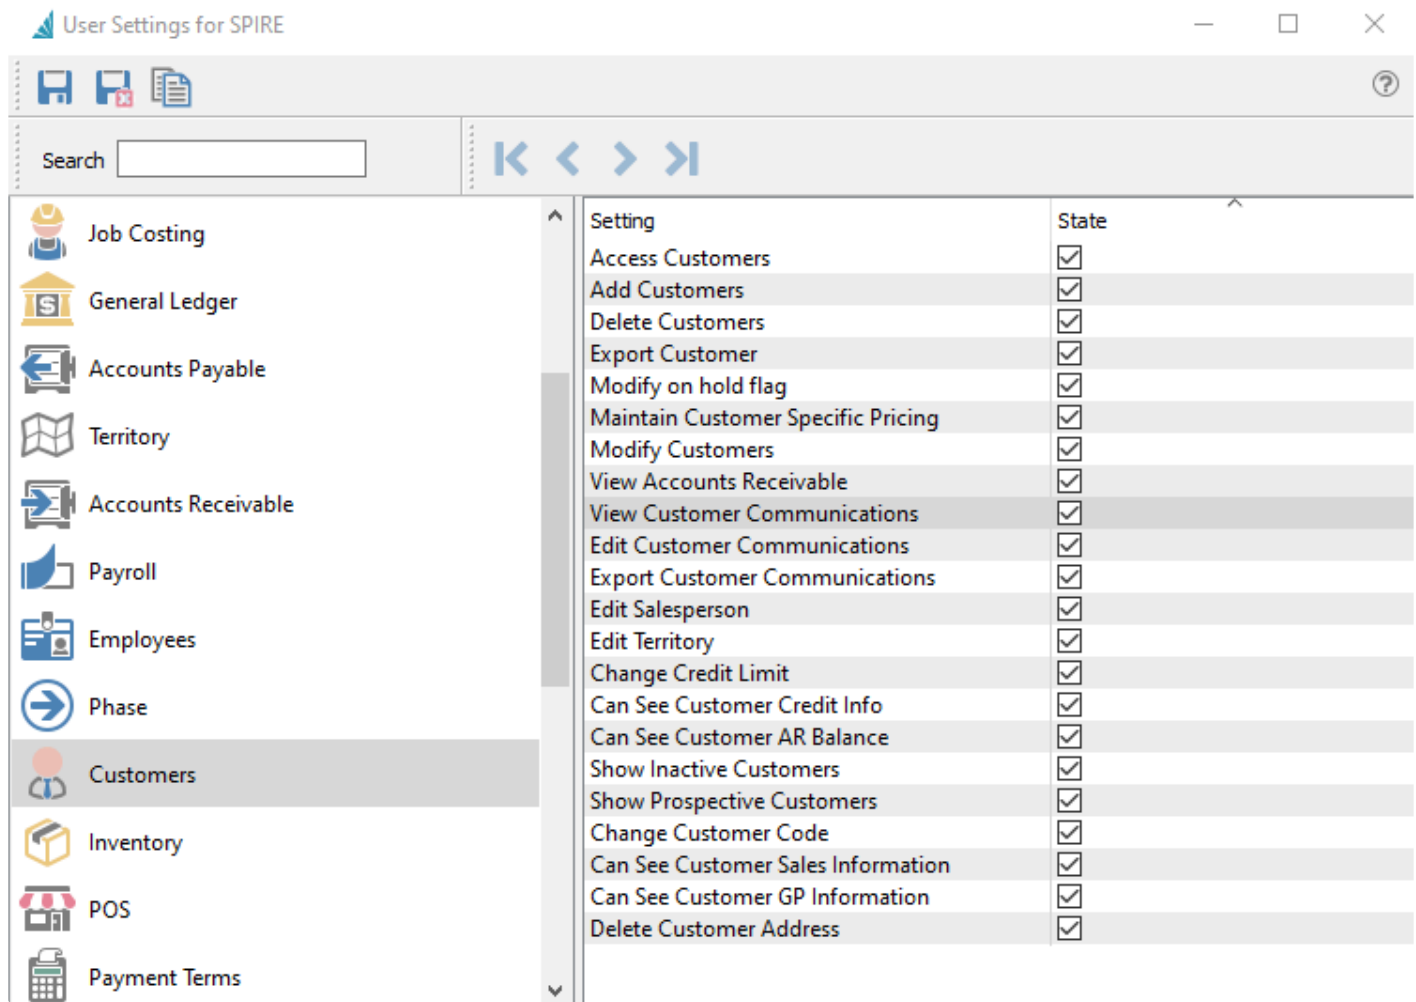 User Settings for SPIRE
Search
Job Costing
General Ledger
Accounts Payable
Territory
Accounts Receivable
Payroll
Employees
Phase
Customers
Inventory
POS
Payment Terms
Setting State
Access Customers
Add Customers
Delete Customers
Export Customer
Modify on hold flag
Maintain Customer Specific Pricing
Modify Customers
View Accounts Receivable
View Customer Communications
Edit Customer Communications
Export Customer Communications
Edit Salesperson
Edit Territory
Change Credit Limit
Can See Customer Credit Info
Can See Customer AR Balance
Show Inactive Customers
Show Prospective Customers
Change Customer Code
Can See Customer Sales Information
Can See Customer GP Information
Delete Customer Address